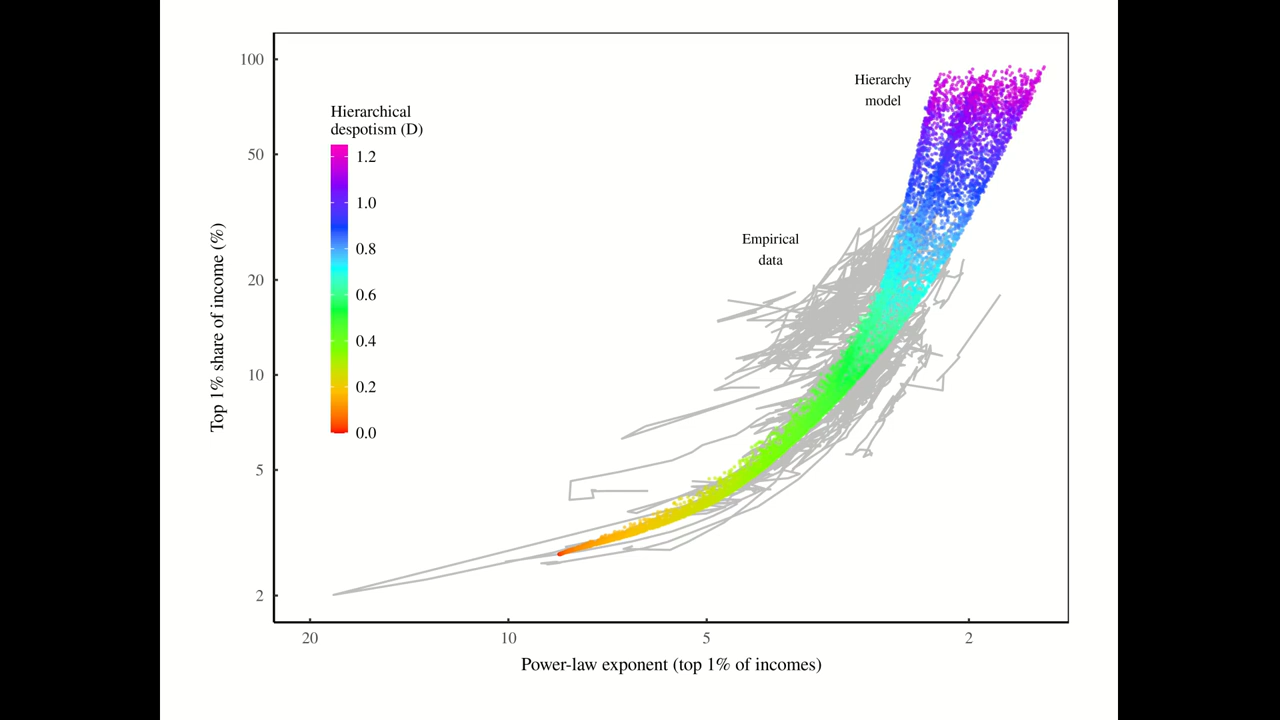 100
50
20
10
5
2
Top 1% share of income (%)
Hierarchical
despotism (D)
1.2
1.0
0.8
0.6
0.4
0.2
0.0
Hierarchy
model
Empirical
data
20
10
5
2
Power-law exponent (top 1% of incomes)